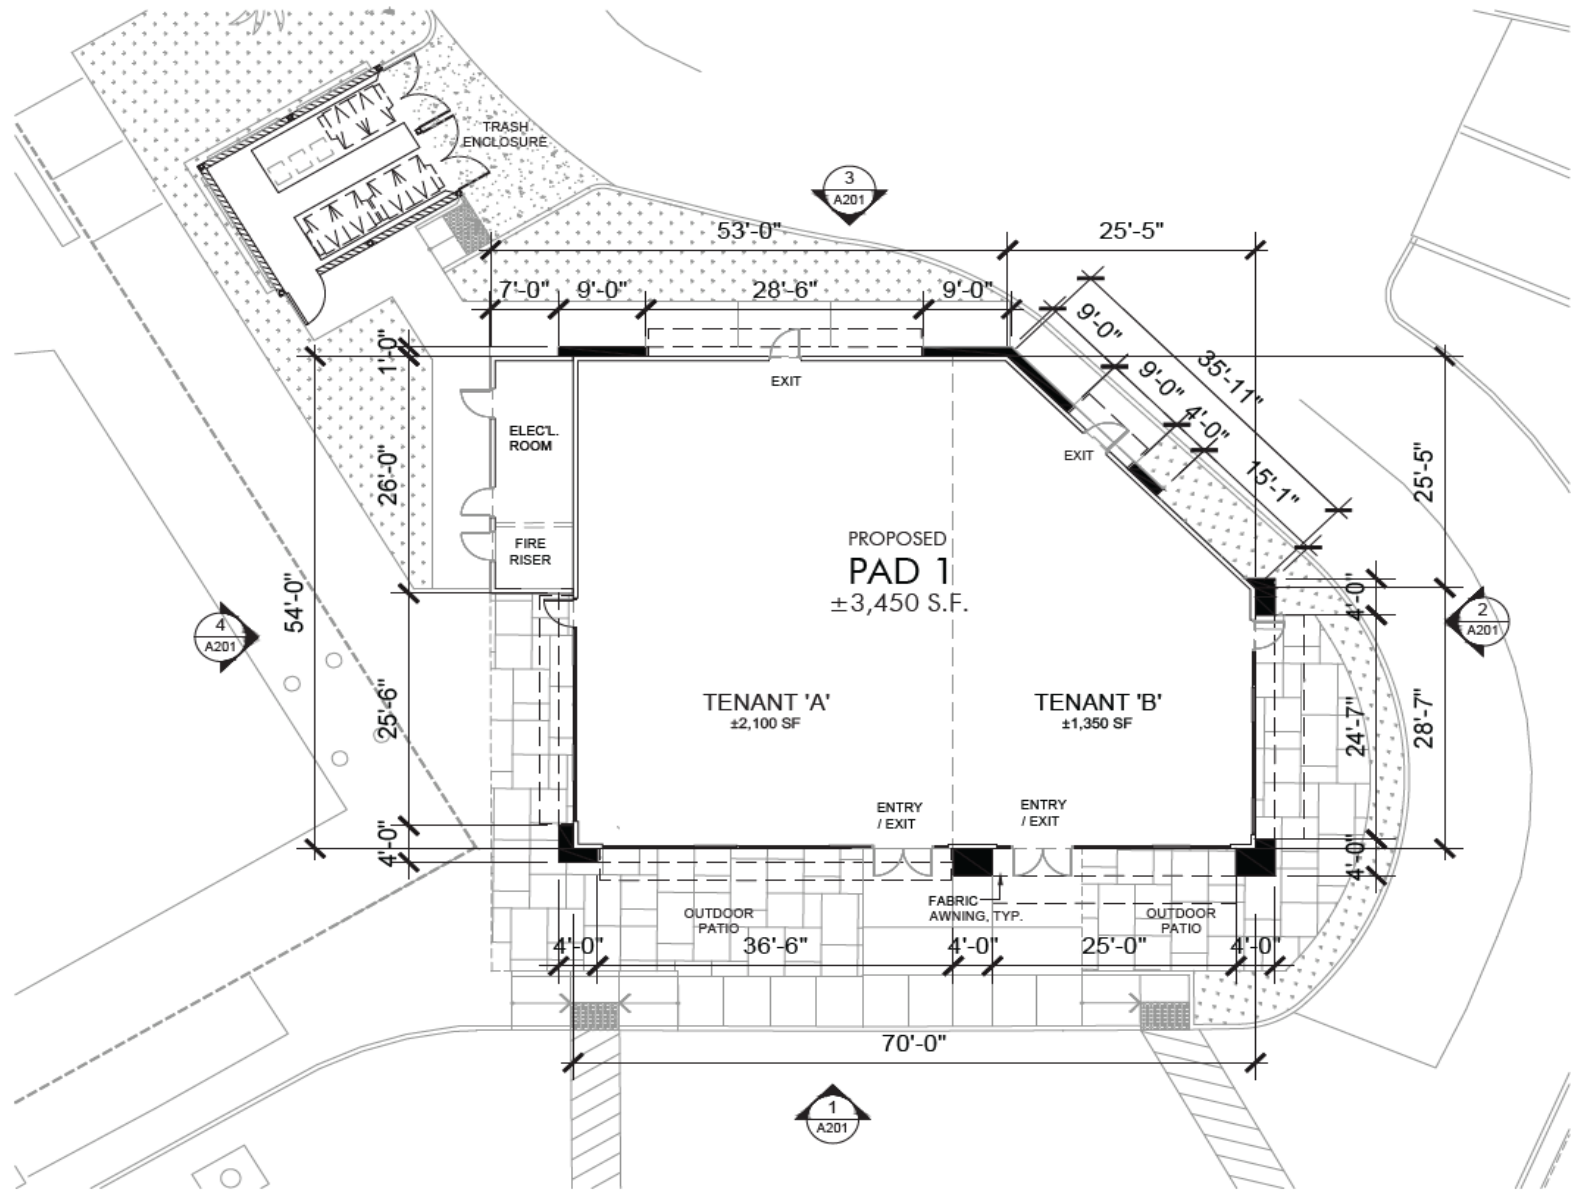 TRASH
ENCLOSURE
3
A201
53'-0"
25'-5"
7'-0"
9'-0"
28'-6"
9'-0"
9'-0"
35'-11"
9'-0"
4'-0"
15'-1"
1'-0"
EXIT
ELEC'L.
ROOM
EXIT
26'-0"
25'-5"
FIRE
RISER
PROPOSED
PAD 1
±3,450 S.F.
54'-0"
4'-0"
4
A201
2
A201
25'-6"
TENANT 'A'
±2,100 SF
TENANT 'B'
±1,350 SF
24'-7"
28'-7"
ENTRY
/ EXIT
ENTRY
/ EXIT
4'-0"
4'-0"
FABRIC
AWNING, TYP.
OUTDOOR
PATIO
OUTDOOR
PATIO
4'-0"
36'-6"
4'-0"
25'-0"
4'-0"
70'-0"
1
A201